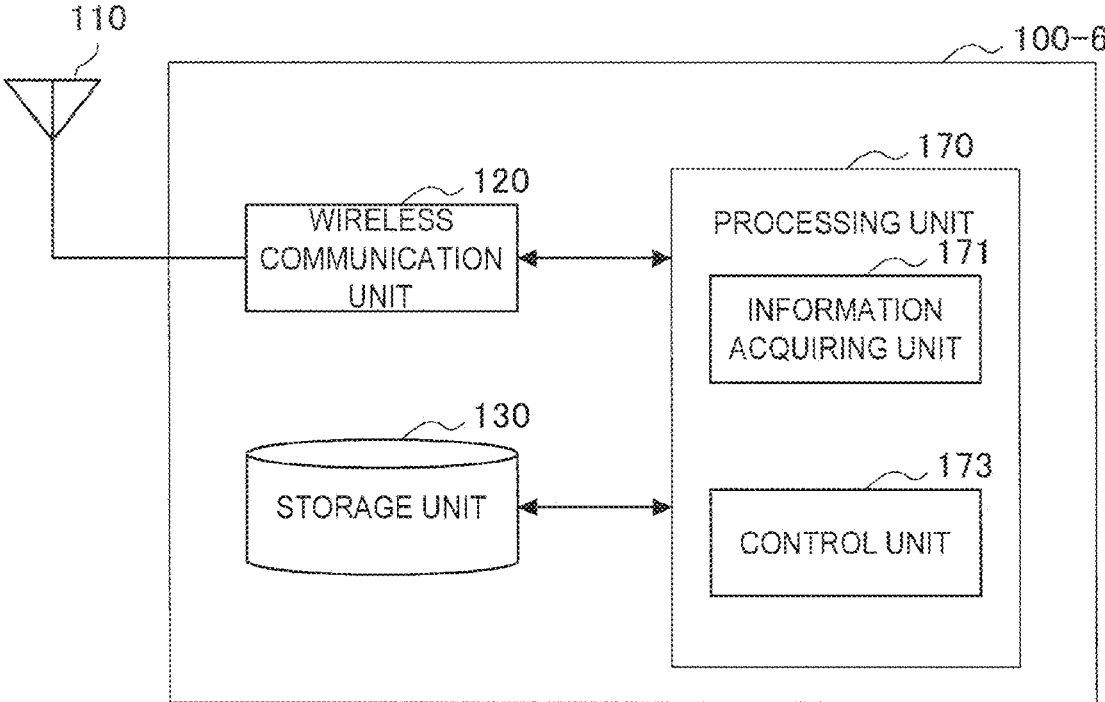 110
100-6
170
120
WIRELESS
COMMUNICATION
UNIT
PROCESSING UNIT
171
INFORMATION
ACQUIRING UNIT
130
STORAGE UNIT
173
CONTROL UNIT